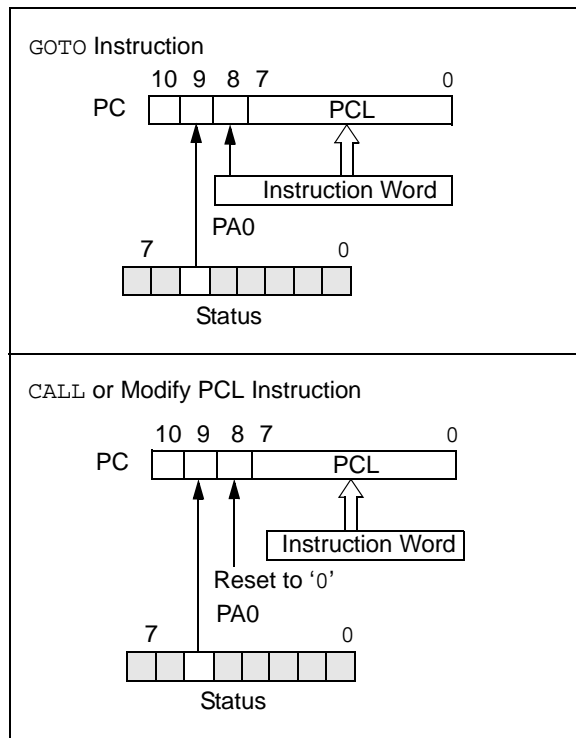 GOTO Instruction
10 9 8 7 0
PC PCL
Instruction Word
PA0
7 0
Status
CALL or Modify PCL Instruction
10 9 8 7 0
PC PCL
Instruction Word
Reset to ‘0’
PA0
7 0
Status